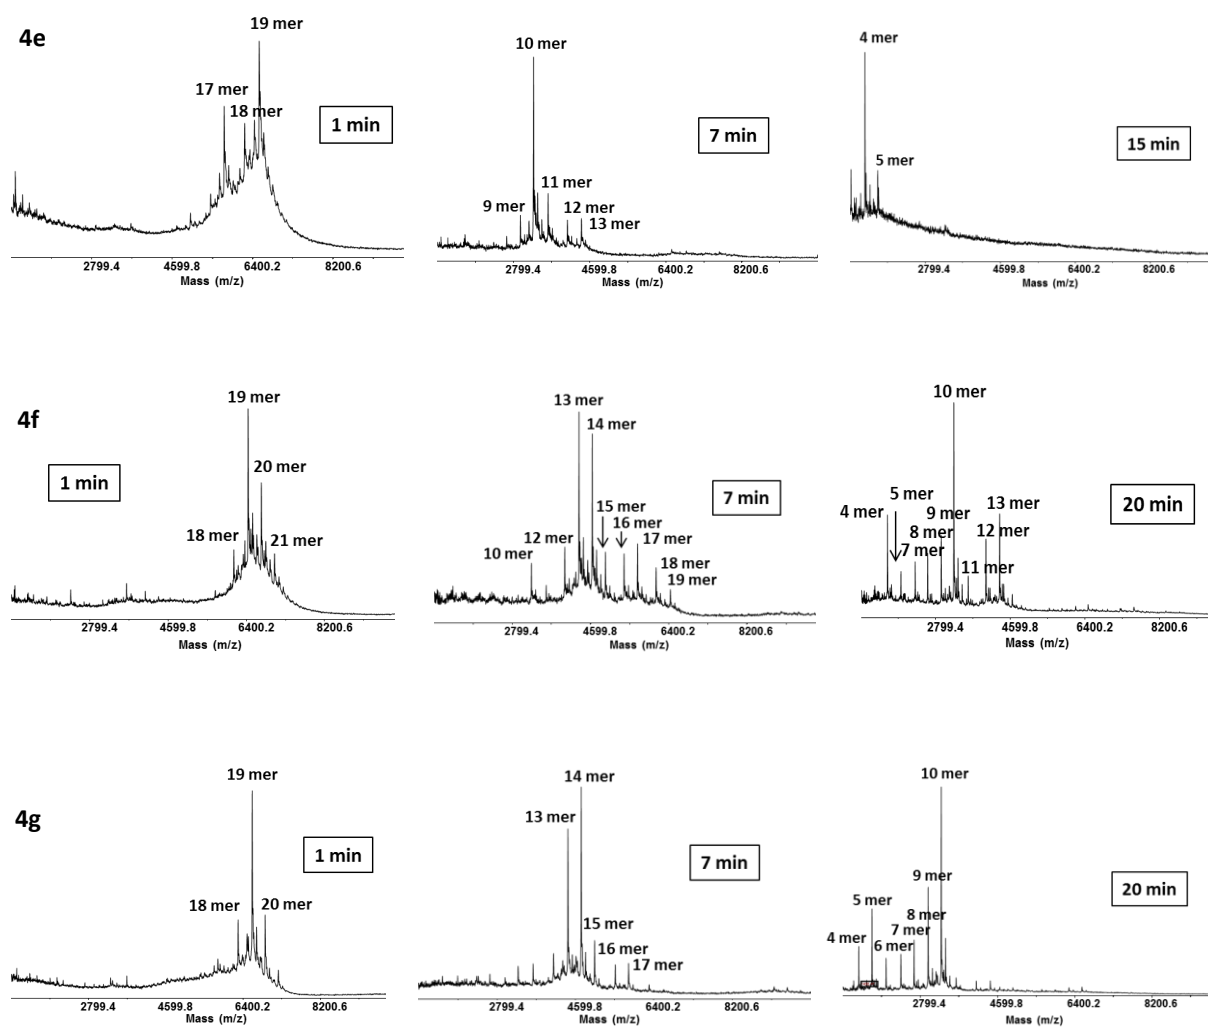 4e
19 mer
17 mer
18 mer
1 min
2799.4 4599.8 6400.2 8200.6
Mass (m/z)
10 mer
7 min
11 mer
9 mer
12 mer
13 mer
2799.4 4599.8 6400.2 8200.6
Mass (m/z)
4 mer
15 min
5 mer
2799.4 4599.8 6400.2 8200.6
Mass (m/z)
4f
19 mer
20 mer
1 min
18 mer
21 mer
2799.4 4599.8 6400.2 8200.6
Mass (m/z)
13 mer
14 mer
7 min
15 mer
16 mer
12 mer
17 mer
10 mer
18 mer
19 mer
2799.4 4599.8 6400.2 8200.6
Mass (m/z)
10 mer
5 mer
20 min
4 mer
9 mer
13 mer
8 mer
12 mer
7 mer
11 mer
2799.4 4599.8 6400.2 8200.6
Mass (m/z)
4g
19 mer
1 min
18 mer
20 mer
2799.4 4599.8 6400.2 8200.6
Mass (m/z)
14 mer
13 mer
7 min
15 mer
16 mer
17 mer
2799.4 4599.8 6400.2 8200.6
Mass (m/z)
10 mer
9 mer
20 min
5 mer
8 mer
7 mer
4 mer
6 mer
2799.4 4599.8 6400.2 8200.6
Mass (m/z)